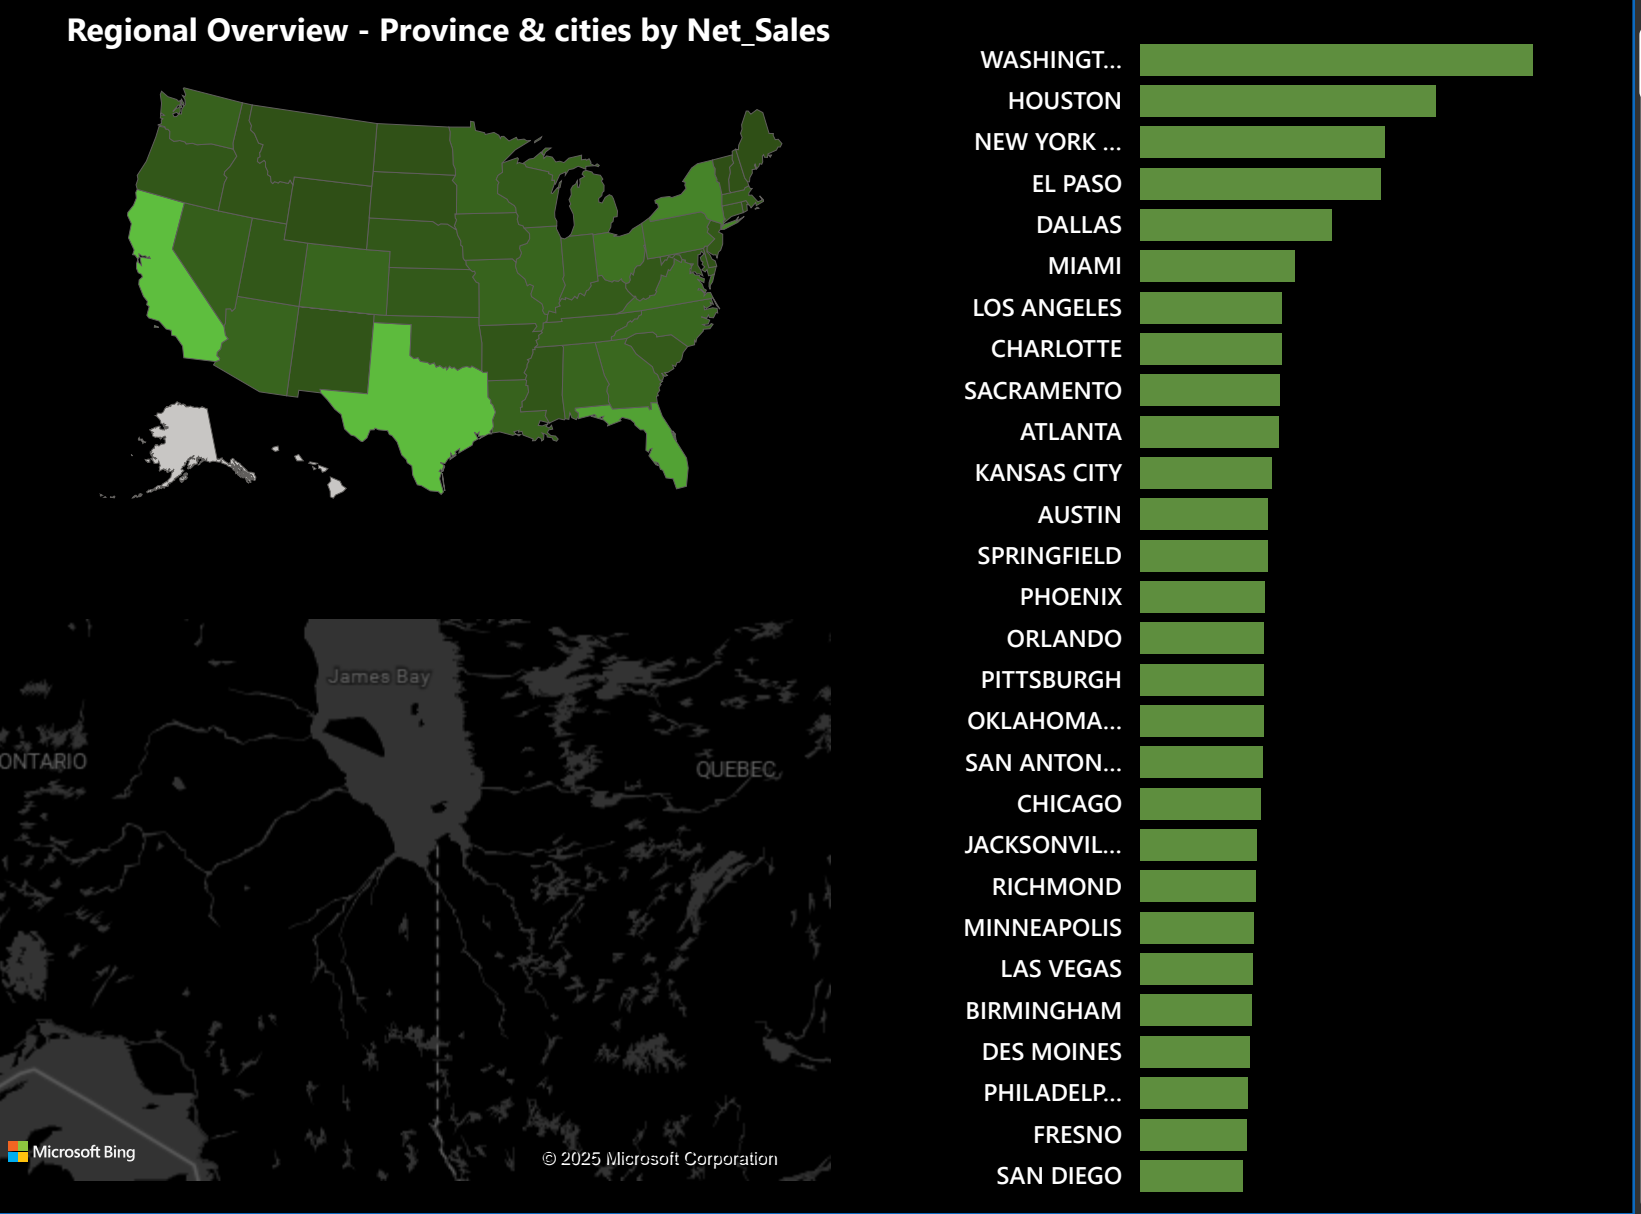 Regional Overview - Province & cities by Net_Sales
WASHINGT...
HOUSTON
NEW YORK ...
EL PASO
DALLAS
MIAMI
LOS ANGELES
CHARLOTTE
SACRAMENTO
ATLANTA
KANSAS CITY
AUSTIN
SPRINGFIELD
PHOENIX
ORLANDO
PITTSBURGH
OKLAHOMA...
SAN ANTON...
CHICAGO
JACKSONVIL...
RICHMOND
MINNEAPOLIS
LAS VEGAS
BIRMINGHAM
DES MOINES
PHILADELP...
FRESNO
SAN DIEGO
James Bay
ONTARIO
QUEBEC
Microsoft Bing
© 2025 Microsoft Corporation